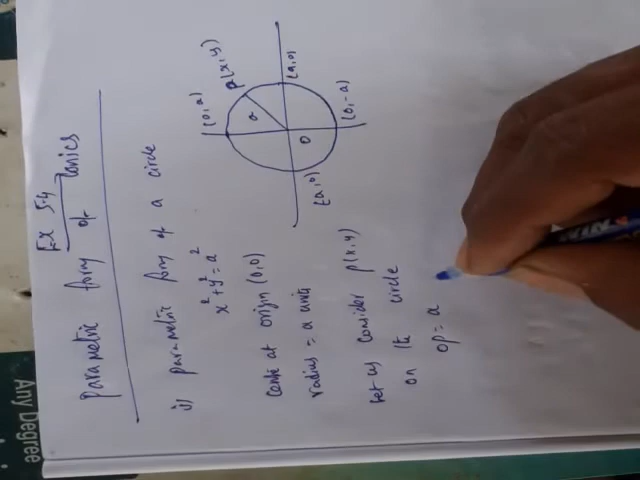 Ex 5.4
Parametric form of Conics
i) parametric form of a circle
x² + y² = a²
Centre at origin (0,0)
radius = a units
Let us consider P(x,y)
on the circle
OP = a
(0,a)
P(x,y)
a
(a,0)
O
(0,-a)
Any Degree